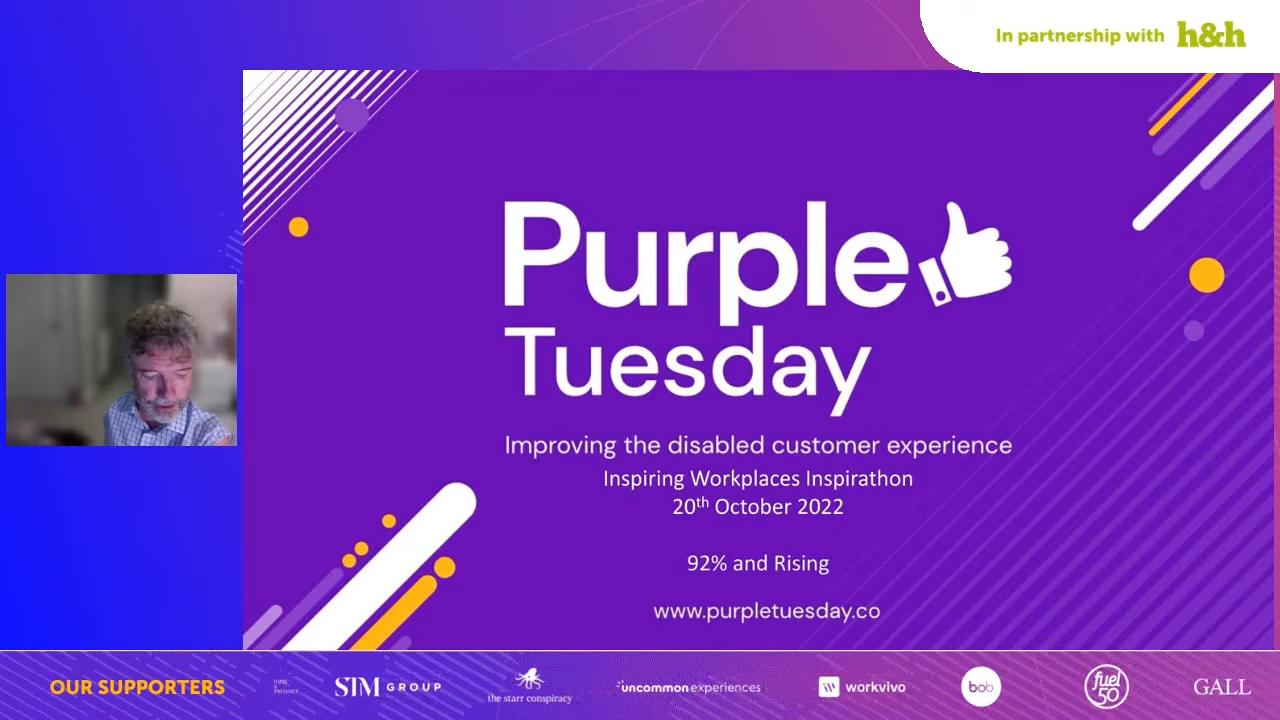 In partnership with h&h
Purple
Tuesday
Improving the disabled customer experience
Inspiring Workplaces Inspirathon
20th October 2022
92% and Rising
www.purpletuesday.co
OUR SUPPORTERS
STM GROUP
the starr conspiracy
uncommon experiences
workvivo
bob
fuel
50
GALL